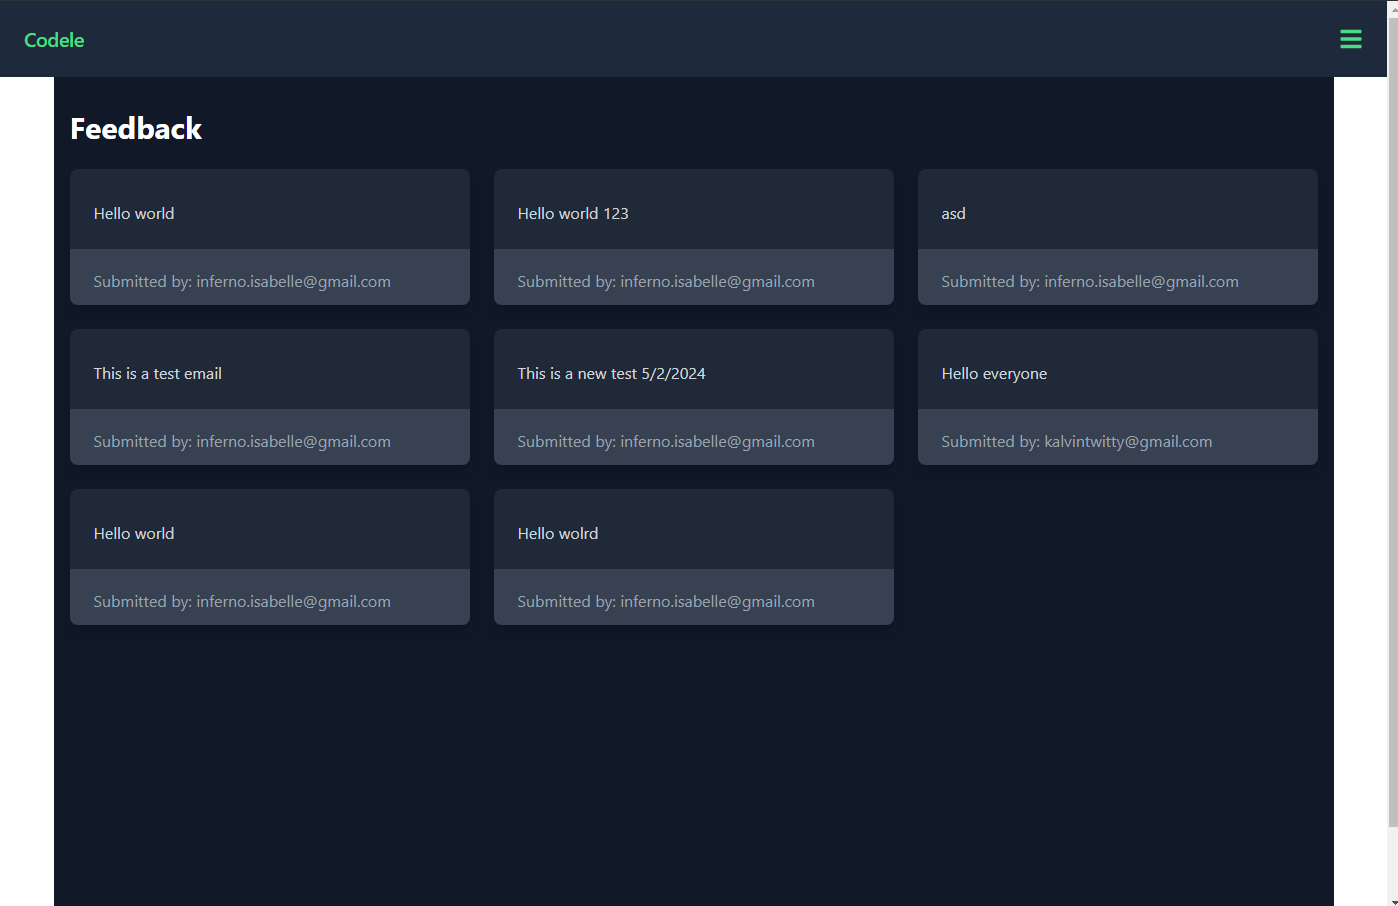 Codele
Feedback
Hello world
Submitted by: inferno.isabelle@gmail.com
Hello world 123
Submitted by: inferno.isabelle@gmail.com
asd
Submitted by: inferno.isabelle@gmail.com
This is a test email
Submitted by: inferno.isabelle@gmail.com
This is a new test 5/2/2024
Submitted by: inferno.isabelle@gmail.com
Hello everyone
Submitted by: kalvintwitty@gmail.com
Hello world
Submitted by: inferno.isabelle@gmail.com
Hello wolrd
Submitted by: inferno.isabelle@gmail.com